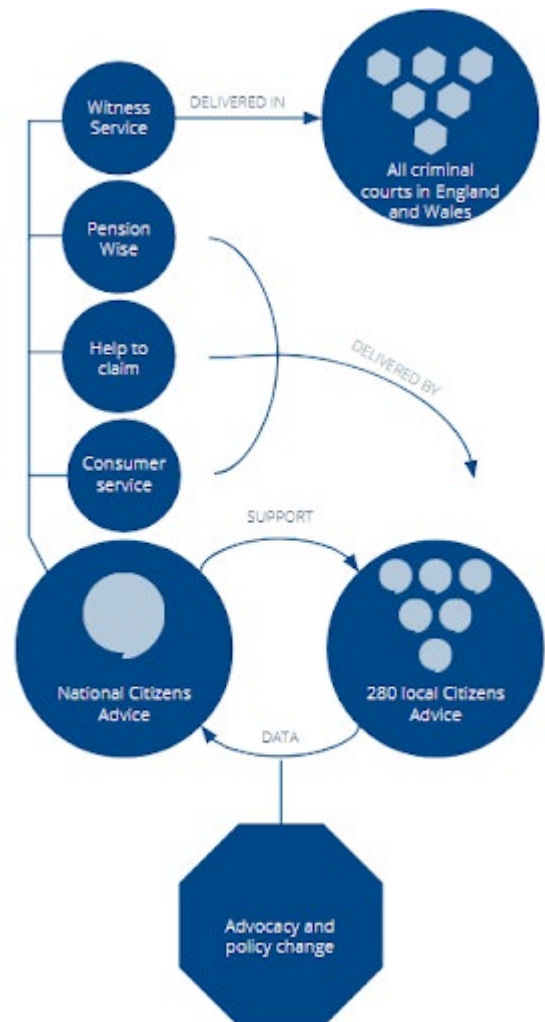 Witness
Service
DELIVERED IN
All criminal
courts in England
and Wales
Pension
Wise
Help to
claim
DELIVERED BY
Consumer
service
SUPPORT
National Citizens
Advice
280 local Citizens
Advice
DATA
Advocacy and
policy change